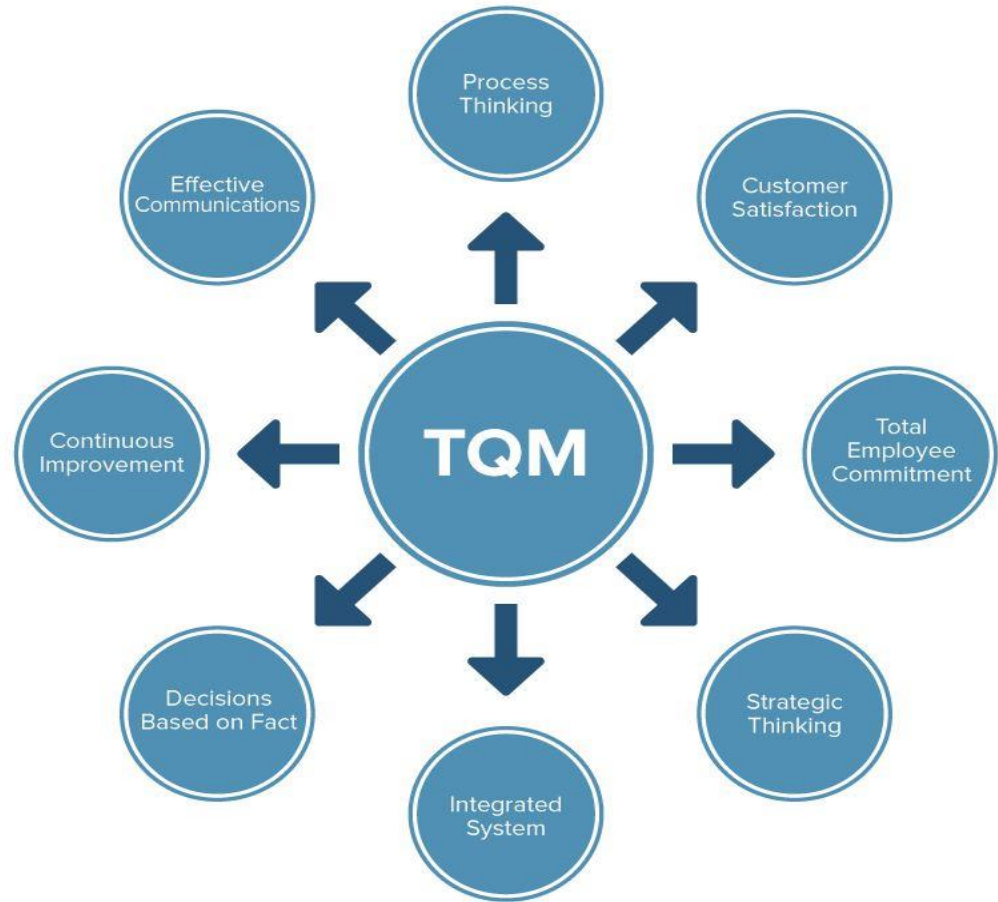 Process
Thinking
Effective
Communications
Customer
Satisfaction
Continuous
Improvement
TQM
Total
Employee
Commitment
Decisions
Based on Fact
Strategic
Thinking
Integrated
System